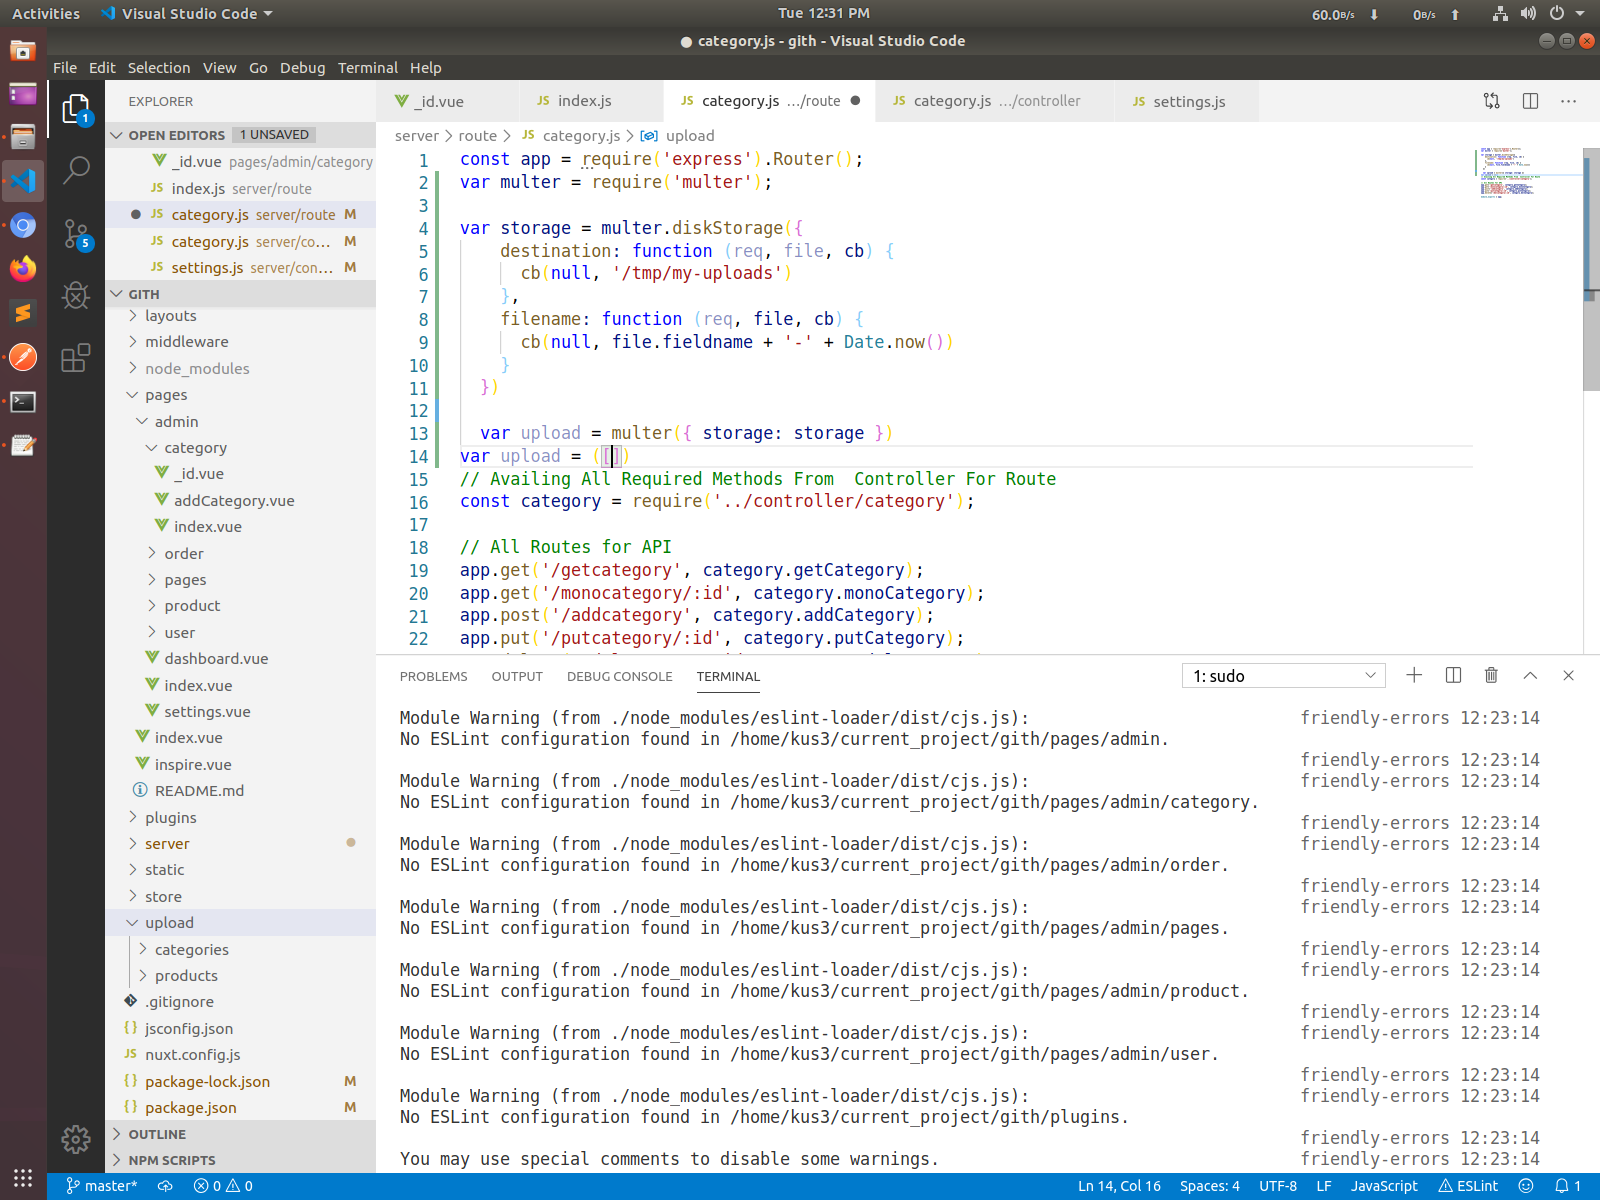 Activities
Visual Studio Code
Tue 12:31 PM
60.0B/s
0B/s
● category.js - gith - Visual Studio Code
File Edit Selection View Go Debug Terminal Help
1
5
EXPLORER
OPEN EDITORS 1 UNSAVED
_id.vue pages/admin/category
JS index.js server/route
JS category.js server/route M
JS category.js server/co... M
JS settings.js server/con... M
GITH
layouts
middleware
node_modules
pages
admin
category
_id.vue
addCategory.vue
index.vue
order
pages
product
user
dashboard.vue
index.vue
settings.vue
index.vue
inspire.vue
README.md
plugins
server
static
store
upload
categories
products
.gitignore
{} jsconfig.json
JS nuxt.config.js
{} package-lock.json M
{} package.json M
OUTLINE
NPM SCRIPTS
_id.vue
JS index.js
JS category.js .../route ●
JS category.js .../controller
JS settings.js
server > route > JS category.js > upload
1 const app = require('express').Router();
2 var multer = require('multer');
3
4 var storage = multer.diskStorage({
5 destination: function (req, file, cb) {
6 cb(null, '/tmp/my-uploads')
7 },
8 filename: function (req, file, cb) {
9 cb(null, file.fieldname + '-' + Date.now())
10 }
11 })
12
13 var upload = multer({ storage: storage })
14 var upload = ([])
15 // Availing All Required Methods From  Controller For Route
16 const category = require('../controller/category');
17
18 // All Routes for API
19 app.get('/getcategory', category.getCategory);
20 app.get('/monocategory/:id', category.monoCategory);
21 app.post('/addcategory', category.addCategory);
22 app.put('/putcategory/:id', category.putCategory);
PROBLEMS OUTPUT DEBUG CONSOLE TERMINAL
1: sudo
Module Warning (from ./node_modules/eslint-loader/dist/cjs.js): friendly-errors 12:23:14
No ESLint configuration found in /home/kus3/current_project/gith/pages/admin.
friendly-errors 12:23:14
Module Warning (from ./node_modules/eslint-loader/dist/cjs.js): friendly-errors 12:23:14
No ESLint configuration found in /home/kus3/current_project/gith/pages/admin/category.
friendly-errors 12:23:14
Module Warning (from ./node_modules/eslint-loader/dist/cjs.js): friendly-errors 12:23:14
No ESLint configuration found in /home/kus3/current_project/gith/pages/admin/order.
friendly-errors 12:23:14
Module Warning (from ./node_modules/eslint-loader/dist/cjs.js): friendly-errors 12:23:14
No ESLint configuration found in /home/kus3/current_project/gith/pages/admin/pages.
friendly-errors 12:23:14
Module Warning (from ./node_modules/eslint-loader/dist/cjs.js): friendly-errors 12:23:14
No ESLint configuration found in /home/kus3/current_project/gith/pages/admin/product.
friendly-errors 12:23:14
Module Warning (from ./node_modules/eslint-loader/dist/cjs.js): friendly-errors 12:23:14
No ESLint configuration found in /home/kus3/current_project/gith/pages/admin/user.
friendly-errors 12:23:14
Module Warning (from ./node_modules/eslint-loader/dist/cjs.js): friendly-errors 12:23:14
No ESLint configuration found in /home/kus3/current_project/gith/plugins.
friendly-errors 12:23:14
You may use special comments to disable some warnings. friendly-errors 12:23:14
master* 0 0
Ln 14, Col 16 Spaces: 4 UTF-8 LF JavaScript ESLint 1